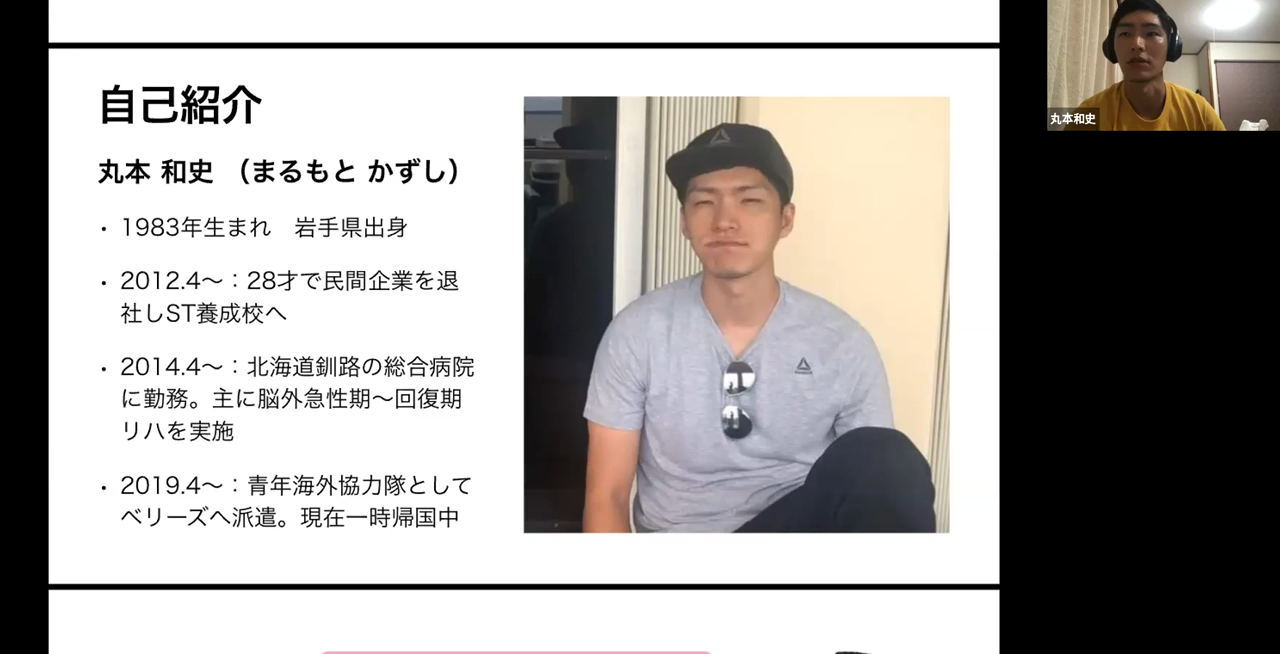 自己紹介
丸本 和史 （まるもと かずし）
・1983年生まれ　岩手県出身
・2012.4〜：28才で民間企業を退
社しST養成校へ
・2014.4〜：北海道釧路の総合病院
に勤務。主に脳外急性期〜回復期
リハを実施
・2019.4〜：青年海外協力隊として
ベリーズへ派遣。現在一時帰国中
丸本和史